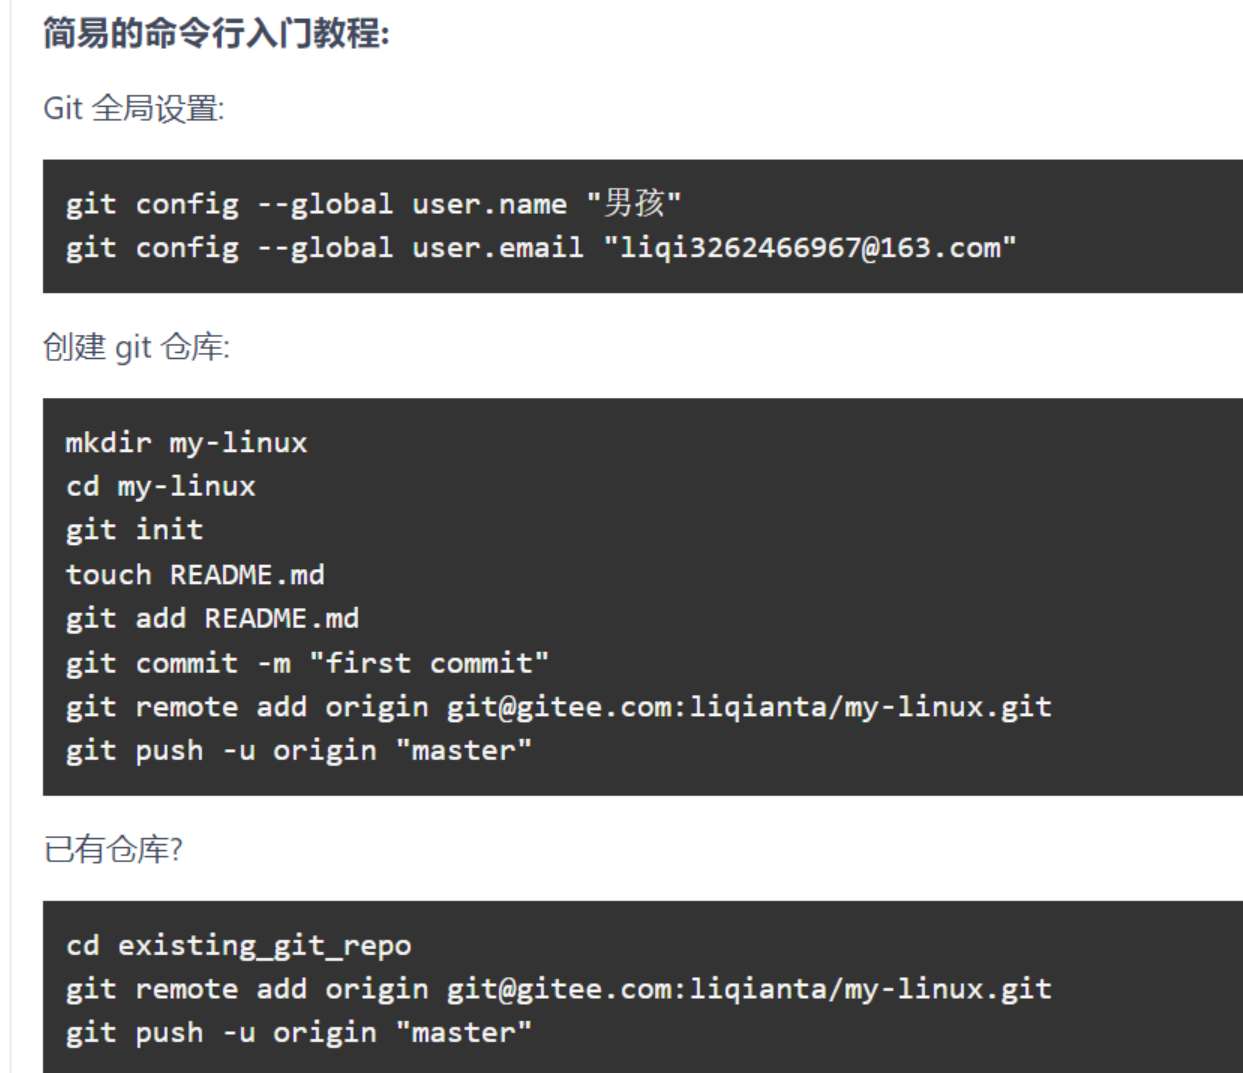 简易的命令行入门教程:
Git 全局设置:
git config --global user.name "男孩"
git config --global user.email "liqi3262466967@163.com"
创建 git 仓库:
mkdir my-linux
cd my-linux
git init
touch README.md
git add README.md
git commit -m "first commit"
git remote add origin git@gitee.com:liqianta/my-linux.git
git push -u origin "master"
已有仓库?
cd existing_git_repo
git remote add origin git@gitee.com:liqianta/my-linux.git
git push -u origin "master"